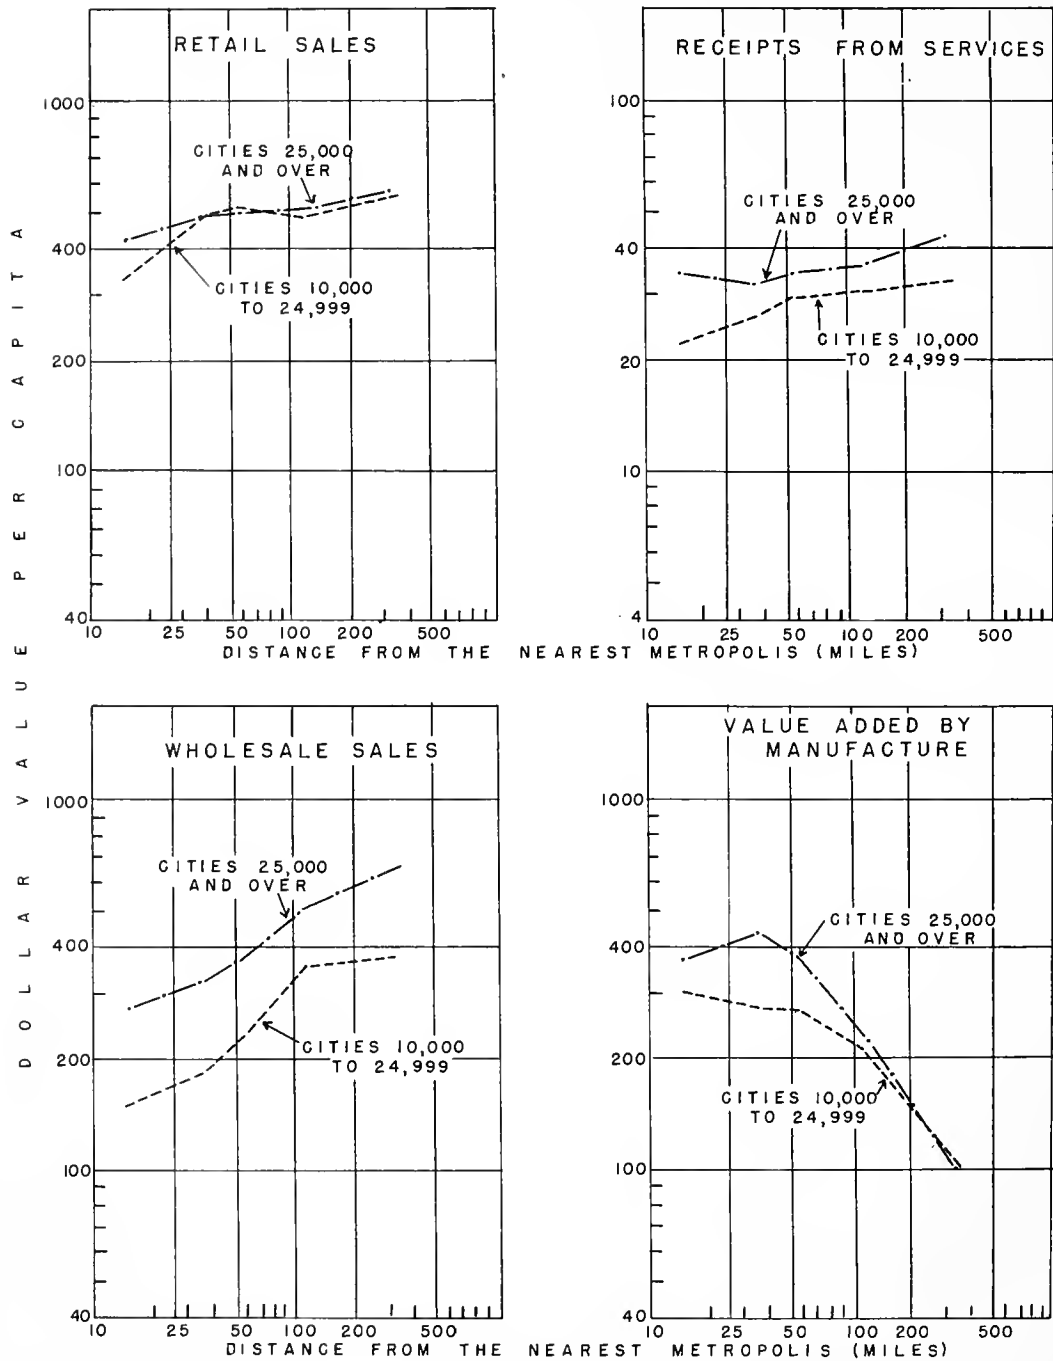 DOLLAR VALUE PER CAPITA
RETAIL SALES
1000
400
200
100
40
CITIES 25,000
AND OVER
CITIES 10,000
TO 24,999
10 25 50 100 200 500
RECEIPTS FROM SERVICES
100
40
20
10
4
CITIES 25,000
AND OVER
CITIES 10,000
TO 24,999
10 25 50 100 200 500
DISTANCE FROM THE NEAREST METROPOLIS (MILES)
WHOLESALE SALES
1000
400
200
100
40
CITIES 25,000
AND OVER
CITIES 10,000
TO 24,999
10 25 50 100 200 500
VALUE ADDED BY
MANUFACTURE
1000
400
200
100
40
CITIES 25,000
AND OVER
CITIES 10,000
TO 24,999
10 25 50 100 200 500
DISTANCE FROM THE NEAREST METROPOLIS (MILES)